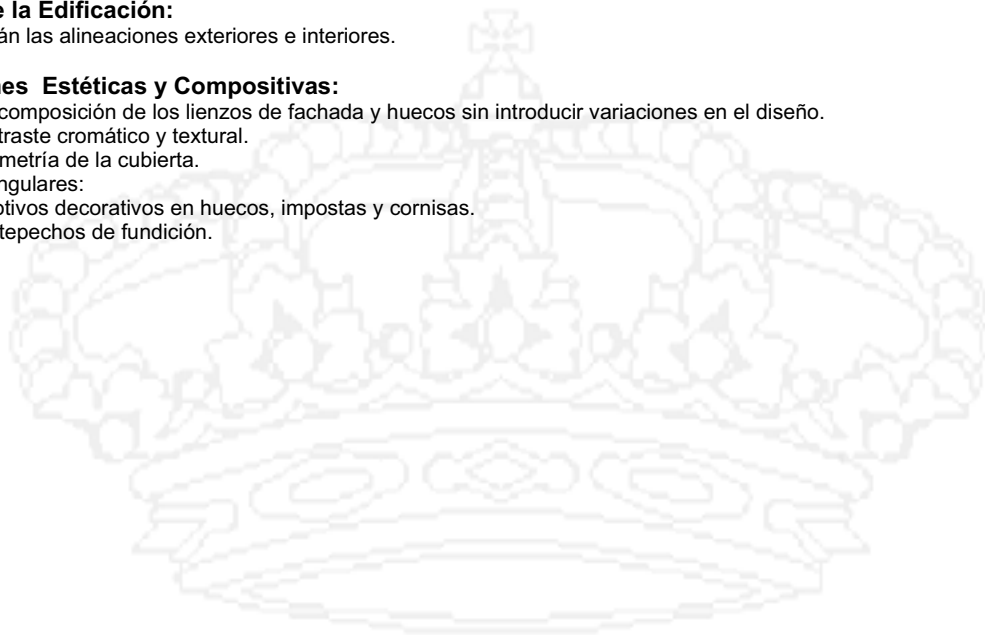 e la Edificación:
án las alineaciones exteriores e interiores.
nes Estéticas y Compositivas:
composición de los lienzos de fachada y huecos sin introducir variaciones en el diseño.
traste cromático y textural.
metría de la cubierta.
ngulares:
otivos decorativos en huecos, impostas y cornisas.
tepechos de fundición.